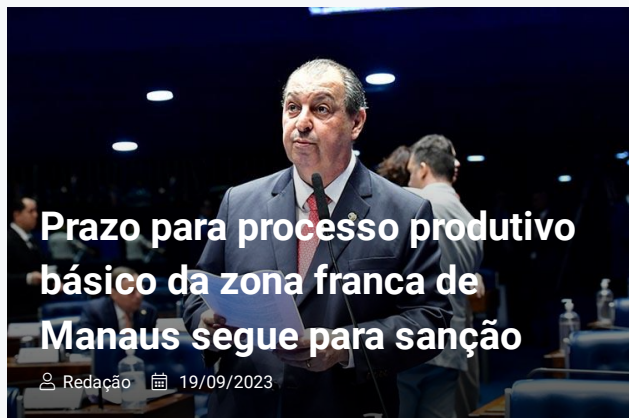 Prazo para processo produtivo
básico da zona franca de
Manaus segue para sanção
Redação 19/09/2023